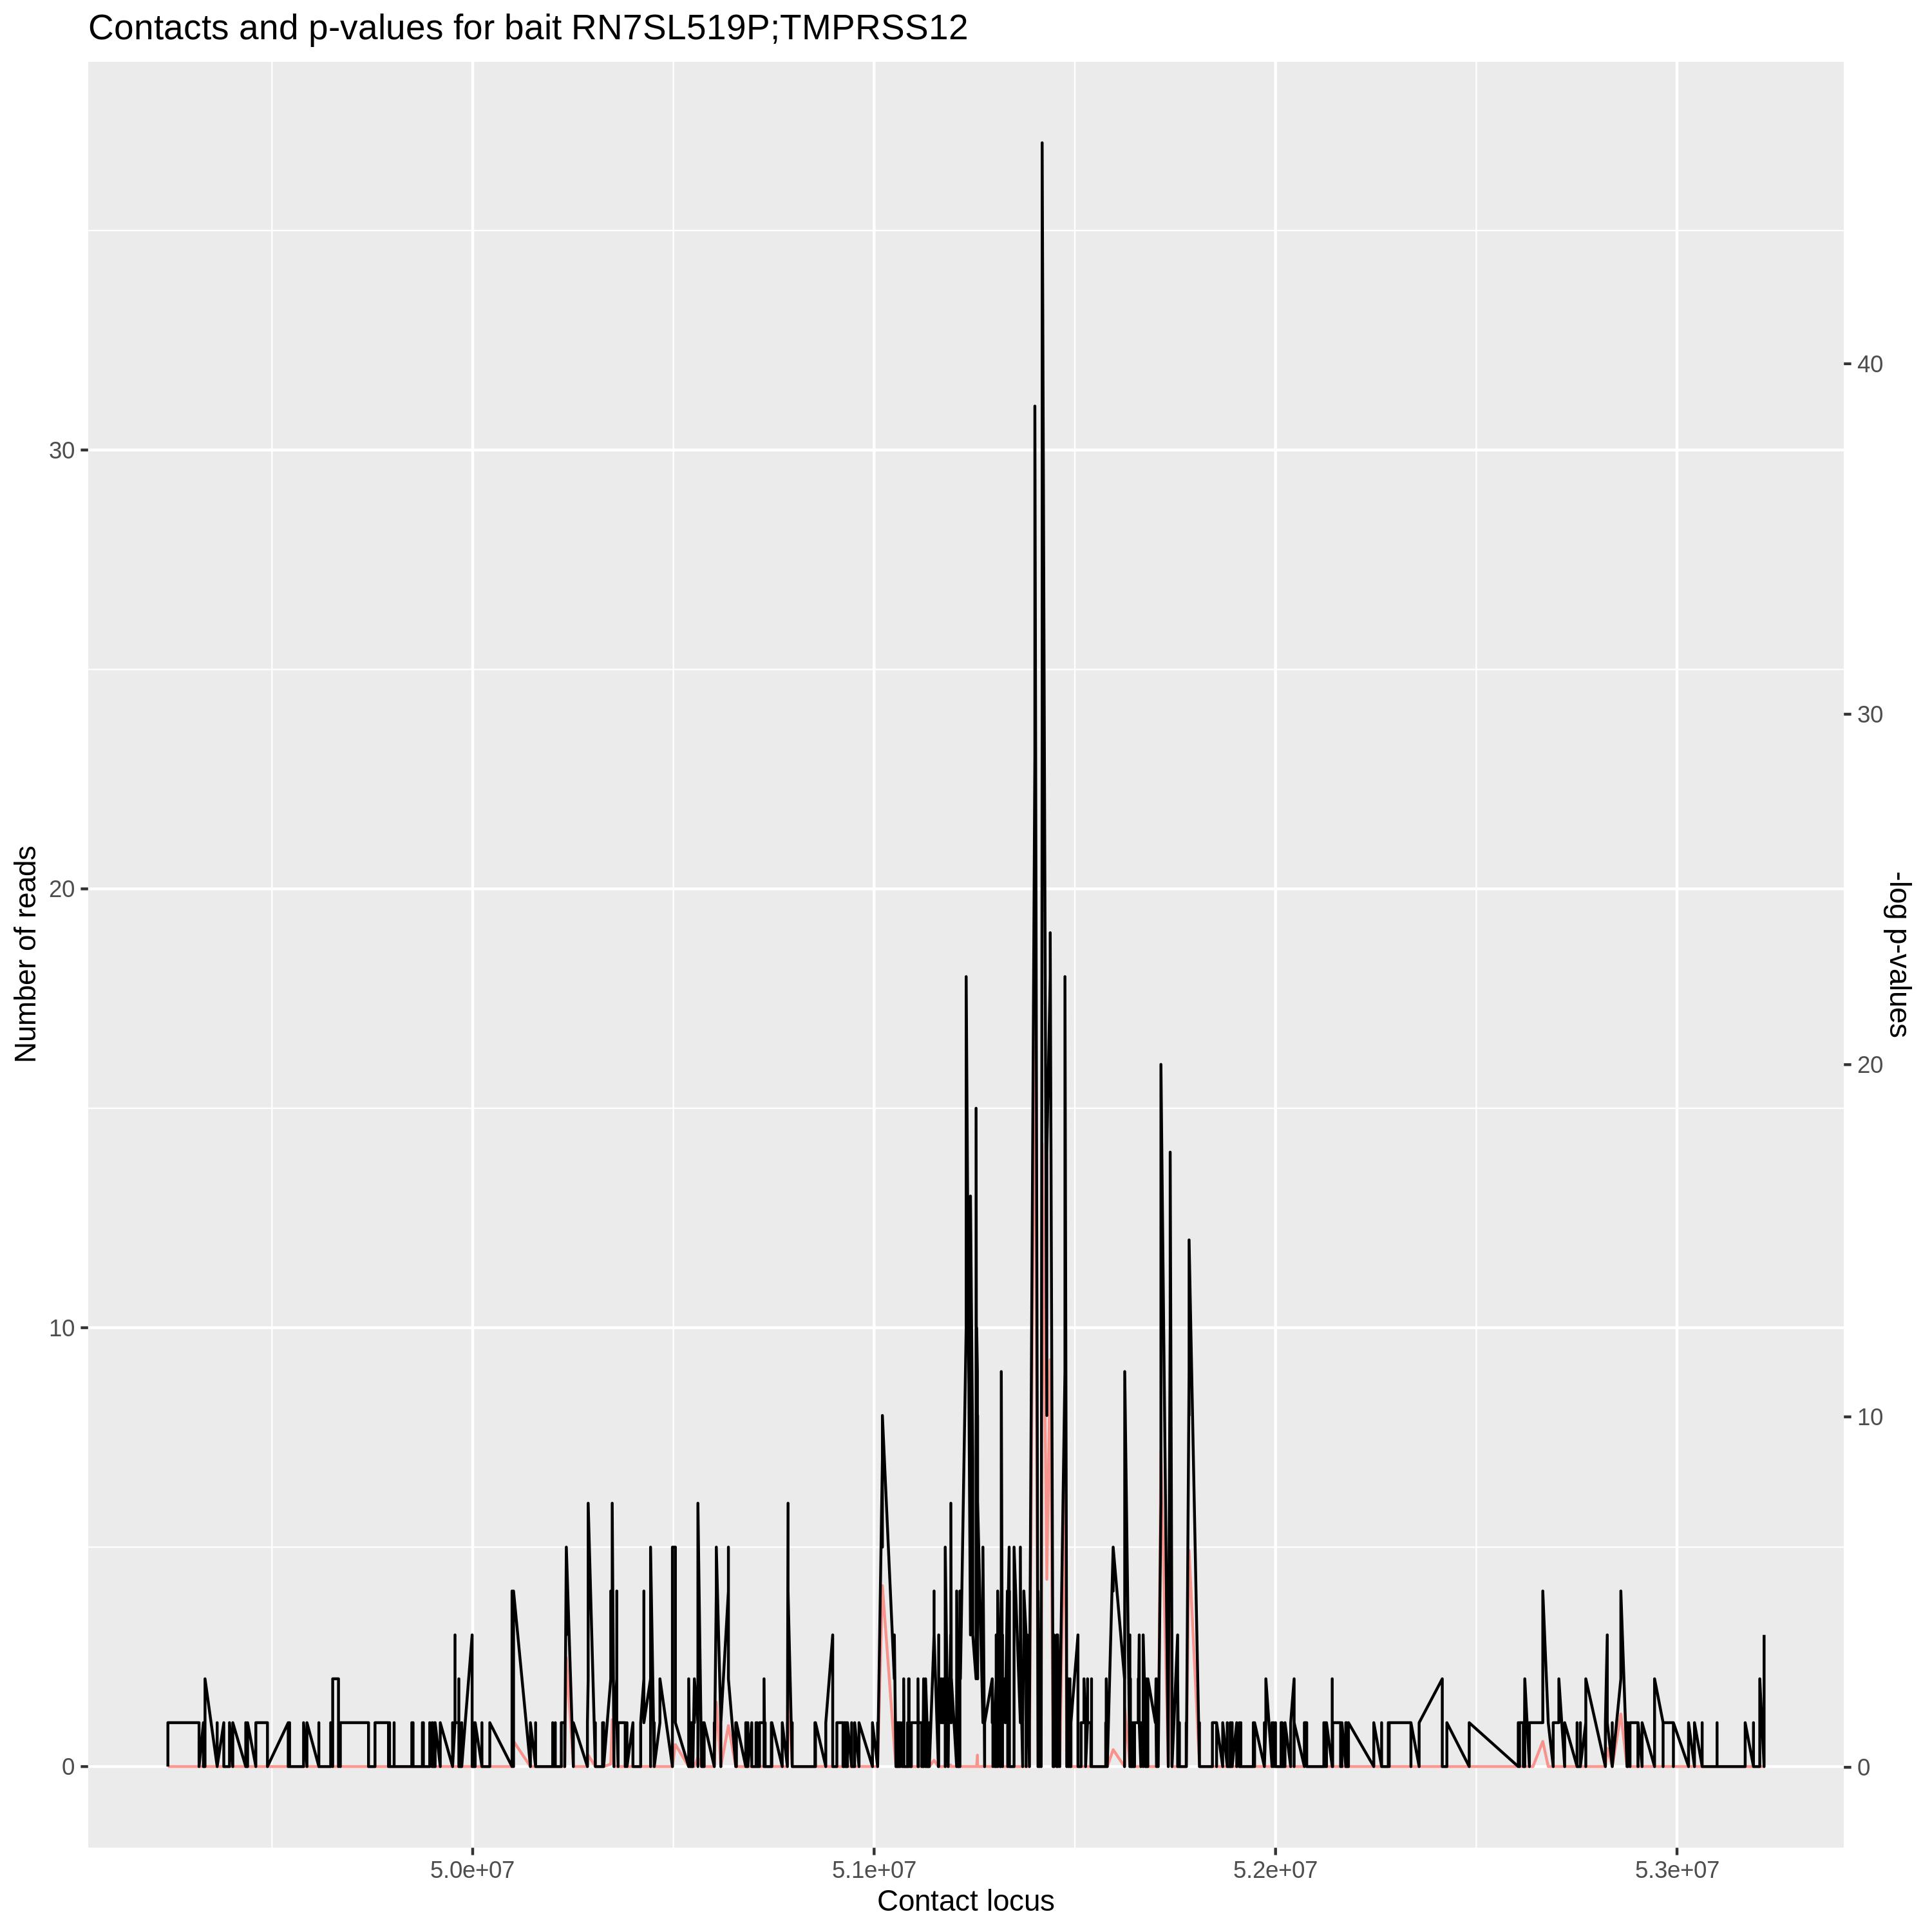 Contacts and p-values for bait RN7SL519P;TMPRSS12
Number of reads
30
20
10
0
40
30
20
10
0
-log p-values
5.0e+07
5.1e+07
5.2e+07
5.3e+07
Contact locus